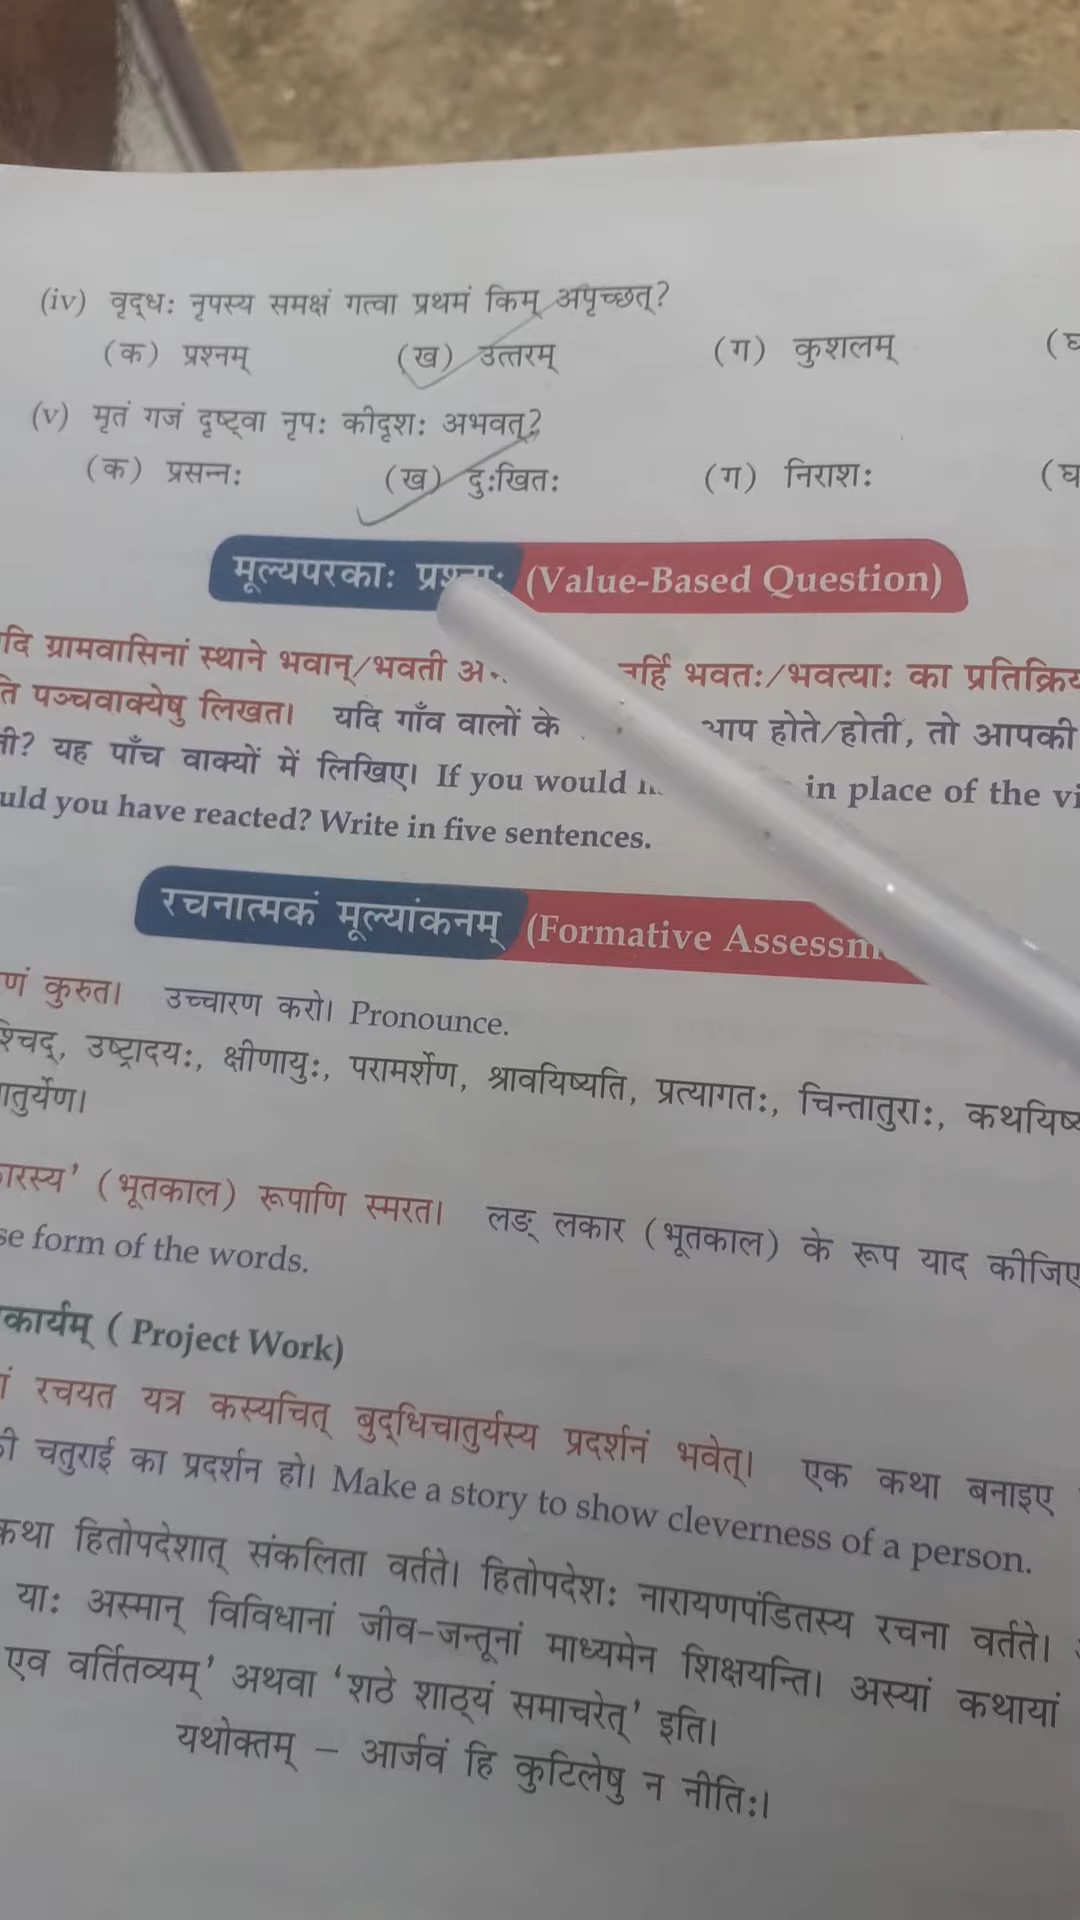 (iv) वृद्धः नृपस्य समक्षं गत्वा प्रथमं किम् अपृच्छत्?
(क) प्रश्नम् (ख) उत्तरम् (ग) कुशलम् (घ
(v) मृतं गजं दृष्ट्वा नृपः कीदृशः अभवत्?
(क) प्रसन्नः (ख) दुःखितः (ग) निराशः (घ
मूल्यपरकाः (Value-Based Question)
दि ग्रामवासिनां स्थाने भवान्/भवती भवतः/भवत्याः का प्रतिक्रिय
ति पञ्चवाक्येषु लिखत। यदि गाँव वालों के आप होते/होती, तो आपकी
ती? यह पाँच वाक्यों में लिखिए। If you would in place of the vi
uld you have reacted? Write in five sentences.
रचनात्मकं मूल्यांकनम् (Formative Assessm
णं कुरुत। उच्चारण करो। Pronounce.
श्चिद्, उष्ट्रादयः, क्षीणायुः, परामर्शेण, श्रावयिष्यति, प्रत्यागतः, चिन्तातुराः, कथयिष्य
ातुर्येण।
कारस्य' (भूतकाल) रूपाणि स्मरत। लङ् लकार (भूतकाल) के रूप याद कीजिए
se form of the words.
कार्यम् ( Project Work)
ां रचयत यत्र कस्यचित् बुद्धिचातुर्यस्य प्रदर्शनं भवेत्। एक कथा बनाइए
की चतुराई का प्रदर्शन हो। Make a story to show cleverness of a person.
कथा हितोपदेशात् संकलिता वर्तते। हितोपदेशः नारायणपंडितस्य रचना वर्तते।
याः अस्मान् विविधानां जीव-जन्तूनां माध्यमेन शिक्षयन्ति। अस्यां कथायां
एव वर्तितव्यम्' अथवा 'शठे शाठ्यं समाचरेत्' इति।
यथोक्तम् – आर्जवं हि कुटिलेषु न नीतिः।